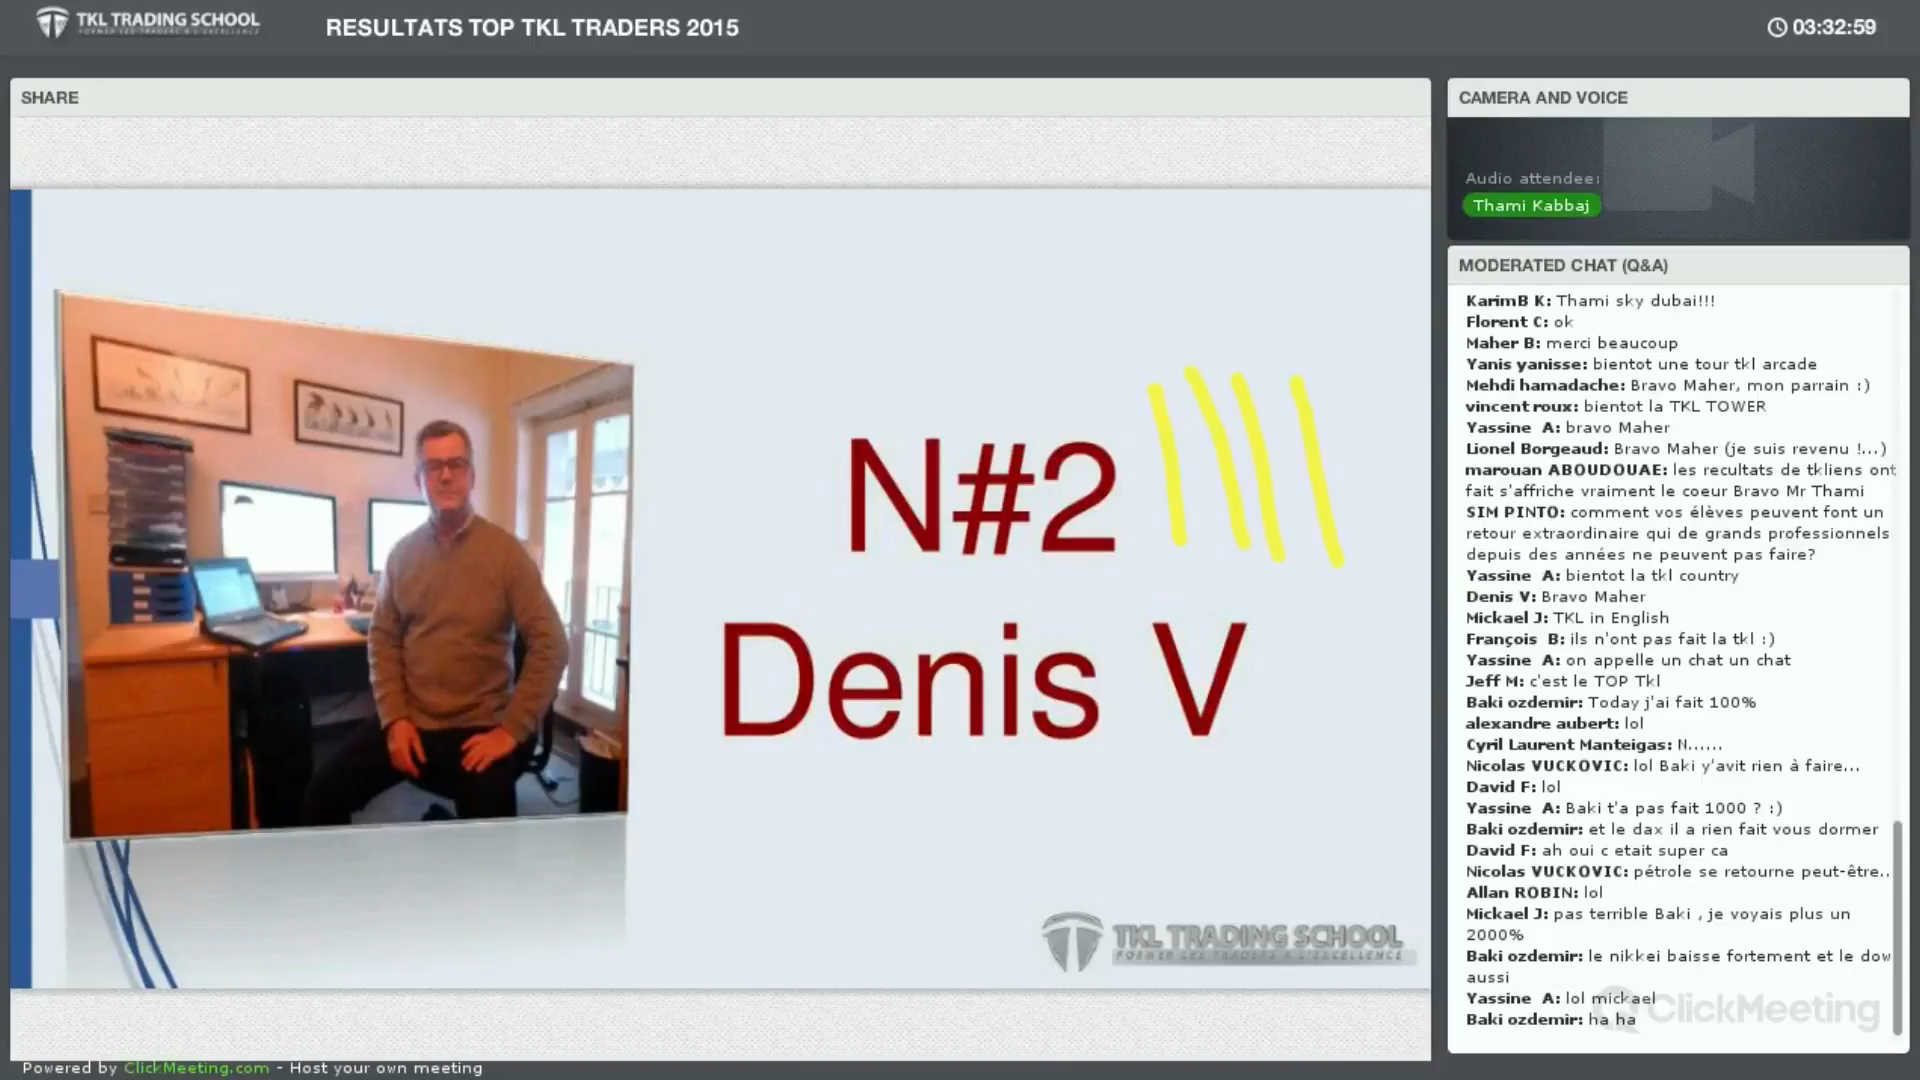 TKL TRADING SCHOOL
FORMER LES TRADERS A L'EXCELLENCE
RESULTATS TOP TKL TRADERS 2015
03:32:59
SHARE
N#2
Denis V
TKL TRADING SCHOOL
FORMER LES TRADERS A L'EXCELLENCE
CAMERA AND VOICE
Audio attendee:
Thami Kabbaj
MODERATED CHAT (Q&A)
KarimB K: Thami sky dubai!!!
Florent C: ok
Maher B: merci beaucoup
Yanis yanisse: bientot une tour tkl arcade
Mehdi hamadache: Bravo Maher, mon parrain :)
vincent roux: bientot la TKL TOWER
Yassine A: bravo Maher
Lionel Borgeaud: Bravo Maher (je suis revenu !...)
marouan ABOUDOUAE: les recultats de tkliens ont
fait s'affiche vraiment le coeur Bravo Mr Thami
SIM PINTO: comment vos élèves peuvent font un
retour extraordinaire qui de grands professionnels
depuis des années ne peuvent pas faire?
Yassine A: bientot la tkl country
Denis V: Bravo Maher
Mickael J: TKL in English
François B: ils n'ont pas fait la tkl :)
Yassine A: on appelle un chat un chat
Jeff M: c'est le TOP Tkl
Baki ozdemir: Today j'ai fait 100%
alexandre aubert: lol
Cyril Laurent Manteigas: N......
Nicolas VUCKOVIC: lol Baki y'avit rien à faire...
David F: lol
Yassine A: Baki t'a pas fait 1000 ? :)
Baki ozdemir: et le dax il a rien fait vous dormer
David F: ah oui c etait super ca
Nicolas VUCKOVIC: pétrole se retourne peut-être..
Allan ROBIN: lol
Mickael J: pas terrible Baki , je voyais plus un
2000%
Baki ozdemir: le nikkei baisse fortement et le dow
aussi
Yassine A: lol mickael
Baki ozdemir: ha ha
ClickMeeting
Powered by ClickMeeting.com - Host your own meeting